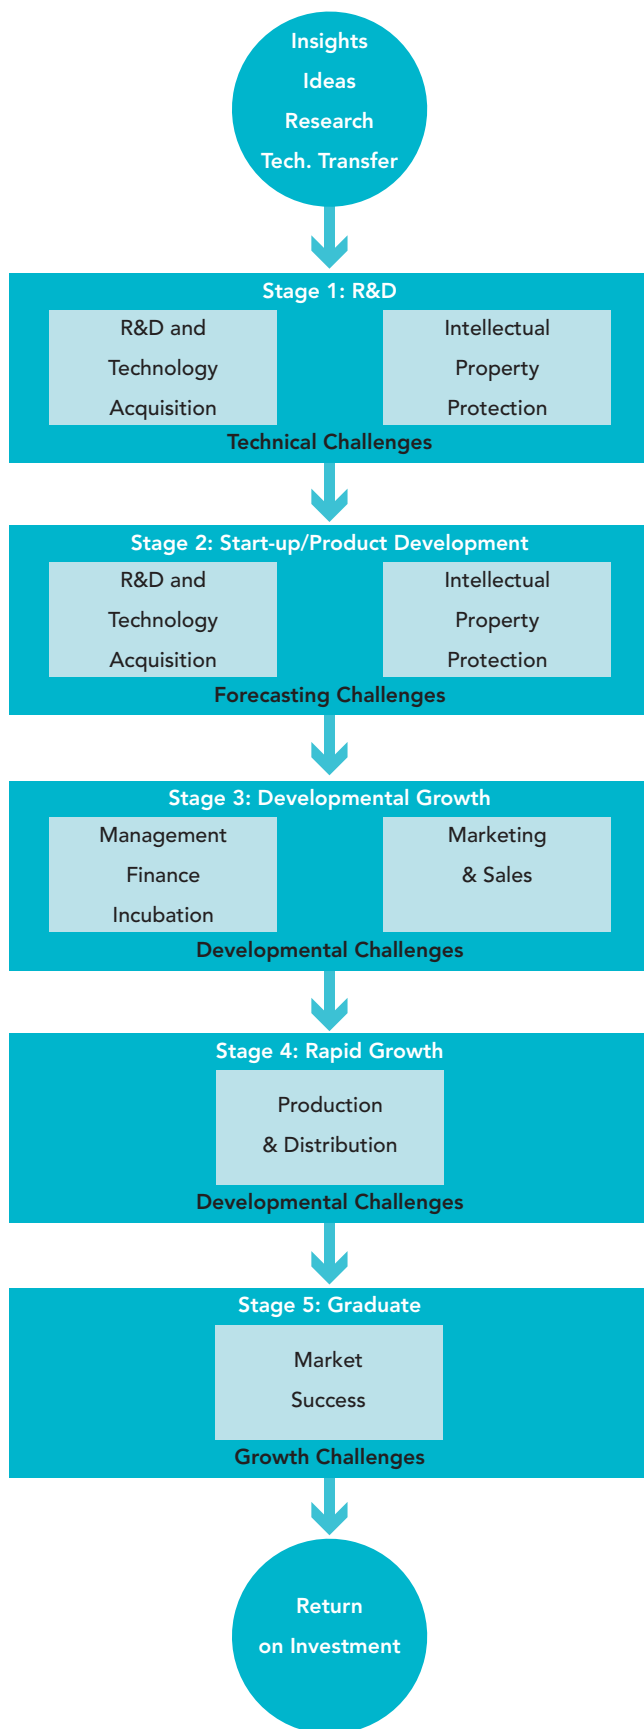 Insights
Ideas
Research
Tech. Transfer
Stage 1: R&D
R&D and
Technology
Acquisition
Intellectual
Property
Protection
Technical Challenges
Stage 2: Start-up/Product Development
R&D and
Technology
Acquisition
Intellectual
Property
Protection
Forecasting Challenges
Stage 3: Developmental Growth
Management
Finance
Incubation
Marketing
& Sales
Developmental Challenges
Stage 4: Rapid Growth
Production
& Distribution
Developmental Challenges
Stage 5: Graduate
Market
Success
Growth Challenges
Return
on Investment